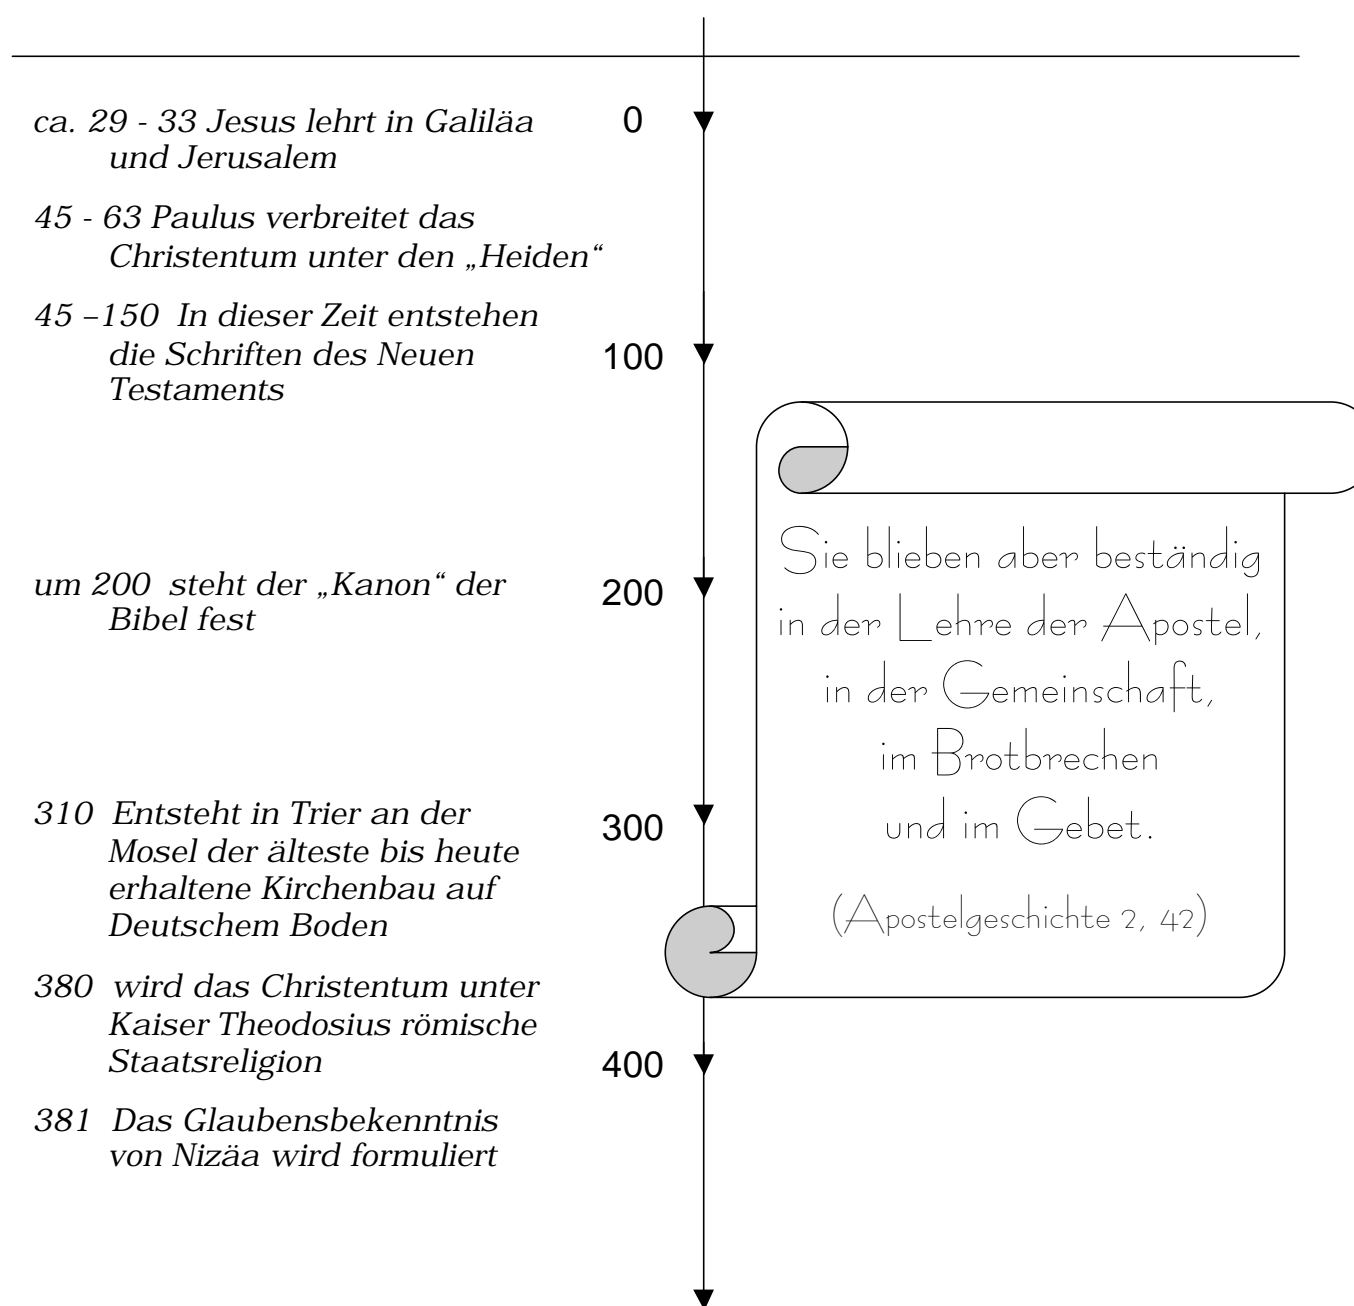 ca. 29 - 33 Jesus lehrt in Galiläa
und Jerusalem
45 - 63 Paulus verbreitet das
Christentum unter den „Heiden“
45 –150 In dieser Zeit entstehen
die Schriften des Neuen
Testaments
um 200 steht der „Kanon“ der
Bibel fest
310 Entsteht in Trier an der
Mosel der älteste bis heute
erhaltene Kirchenbau auf
Deutschem Boden
380 wird das Christentum unter
Kaiser Theodosius römische
Staatsreligion
381 Das Glaubensbekenntnis
von Nizäa wird formuliert
0
100
200
300
400
Sie blieben aber beständig
in der Lehre der Apostel,
in der Gemeinschaft,
im Brotbrechen
und im Gebet.
(Apostelgeschichte 2, 42)